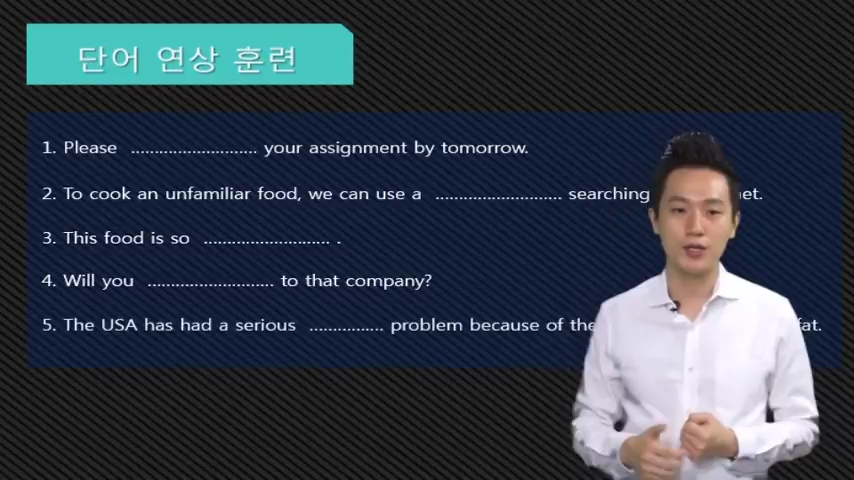 단어 연상 훈련
1. Please ........................... your assignment by tomorrow.
2. To cook an unfamiliar food, we can use a ........................... searching et.
3. This food is so ........................... .
4. Will you ........................... to that company?
5. The USA has had a serious ................ problem because of the fat.